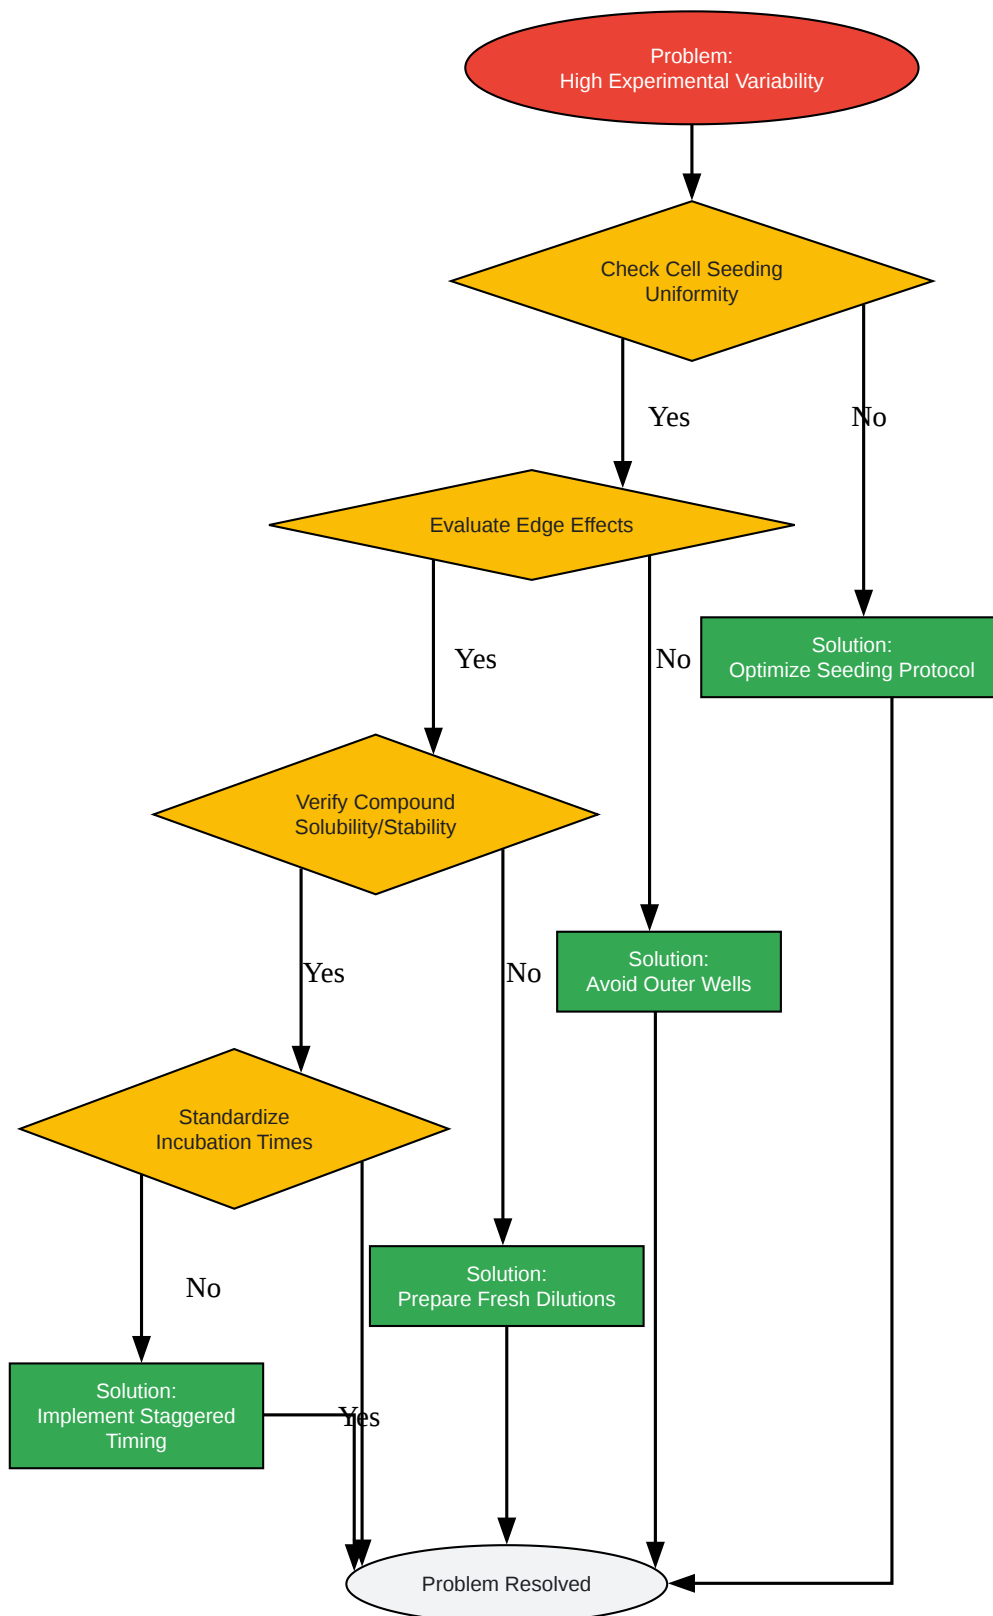 Problem:
High Experimental Variability
Check Cell Seeding
Uniformity
Yes
No
Evaluate Edge Effects
Solution:
Optimize Seeding Protocol
Yes
No
Verify Compound
Solubility/Stability
Solution:
Avoid Outer Wells
Yes
No
Standardize
Incubation Times
Solution:
Prepare Fresh Dilutions
No
Solution:
Implement Staggered
Timing
Yes
Problem Resolved